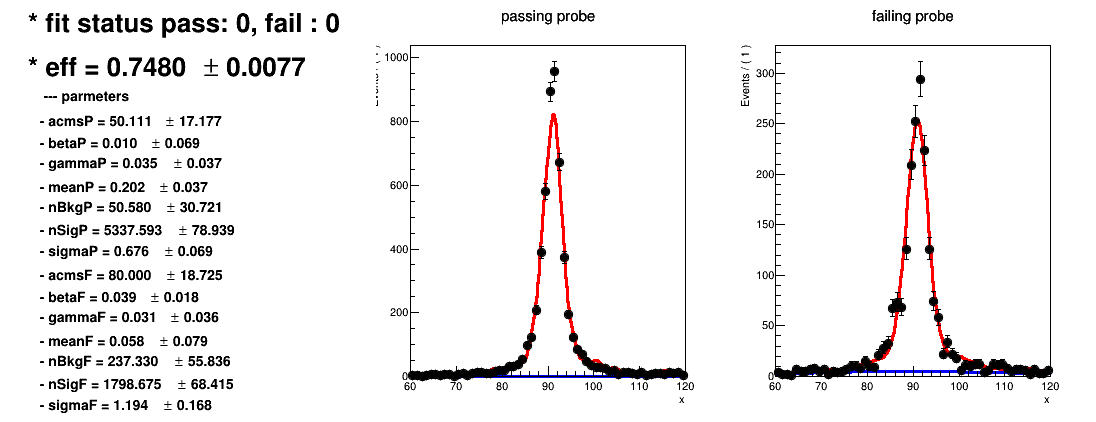 * fit status pass: 0, fail : 0
* eff = 0.7480 ± 0.0077
--- parmeters
- acmsP = 50.111 ± 17.177
- betaP = 0.010 ± 0.069
- gammaP = 0.035 ± 0.037
- meanP = 0.202 ± 0.037
- nBkgP = 50.580 ± 30.721
- nSigP = 5337.593 ± 78.939
- sigmaP = 0.676 ± 0.069
- acmsF = 80.000 ± 18.725
- betaF = 0.039 ± 0.018
- gammaF = 0.031 ± 0.036
- meanF = 0.058 ± 0.079
- nBkgF = 237.330 ± 55.836
- nSigF = 1798.675 ± 68.415
- sigmaF = 1.194 ± 0.168
passing probe
1000
800
600
400
200
0
60 70 80 90 100 110 120
x
failing probe
Events / ( 1 )
300
250
200
150
100
50
0
60 70 80 90 100 110 120
x